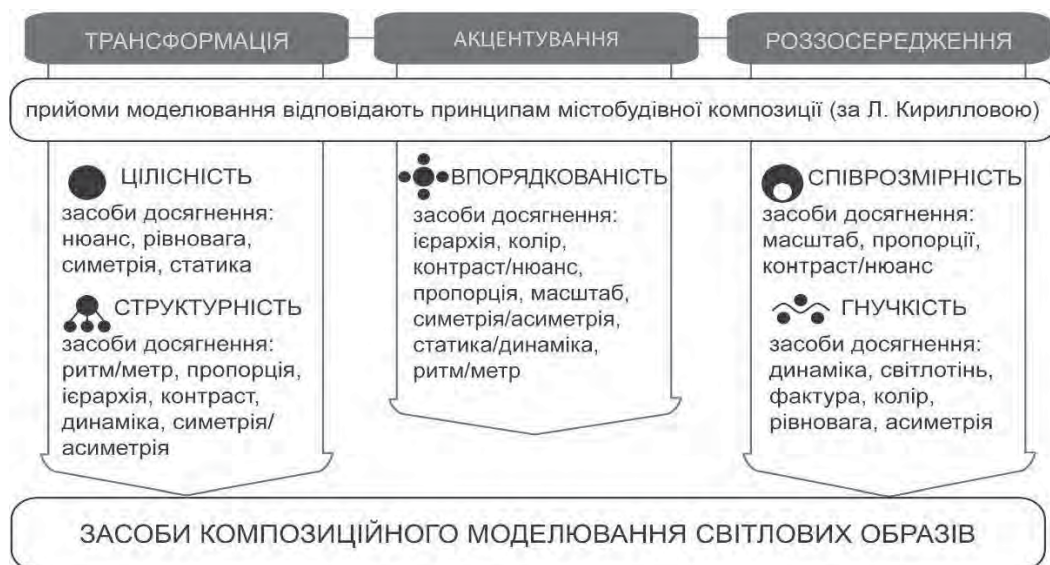 ТРАНСФОРМАЦІЯ
АКЦЕНТУВАННЯ
РОЗЗОСЕРЕДЖЕННЯ
прийоми моделювання відповідають принципам містобудівної композиції (за Л. Кирилловою)
ЦІЛІСНІСТЬ
засоби досягнення:
нюанс, рівновага,
симетрія, статика
СТРУКТУРНІСТЬ
засоби досягнення:
ритм/метр, пропорція,
ієрархія, контраст,
динаміка, симетрія/
асиметрія
ВПОРЯДКОВАНІСТЬ
засоби досягнення:
ієрархія, колір,
контраст/нюанс,
пропорція, масштаб,
симетрія/асиметрія,
статика/динаміка,
ритм/метр
СПІВРОЗМІРНІСТЬ
засоби досягнення:
масштаб, пропорції,
контраст/нюанс
ГНУЧКІСТЬ
засоби досягнення:
динаміка, світлотінь,
фактура, колір,
рівновага, асиметрія
ЗАСОБИ КОМПОЗИЦІЙНОГО МОДЕЛЮВАННЯ СВІТЛОВИХ ОБРАЗІВ